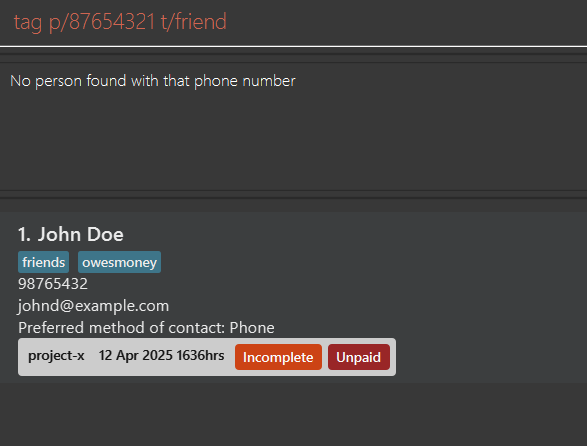 tag p/87654321 t/friend
No person found with that phone number
1. John Doe
friends owesmoney
98765432
johnd@example.com
Preferred method of contact: Phone
project-x 12 Apr 2025 1636hrs Incomplete Unpaid